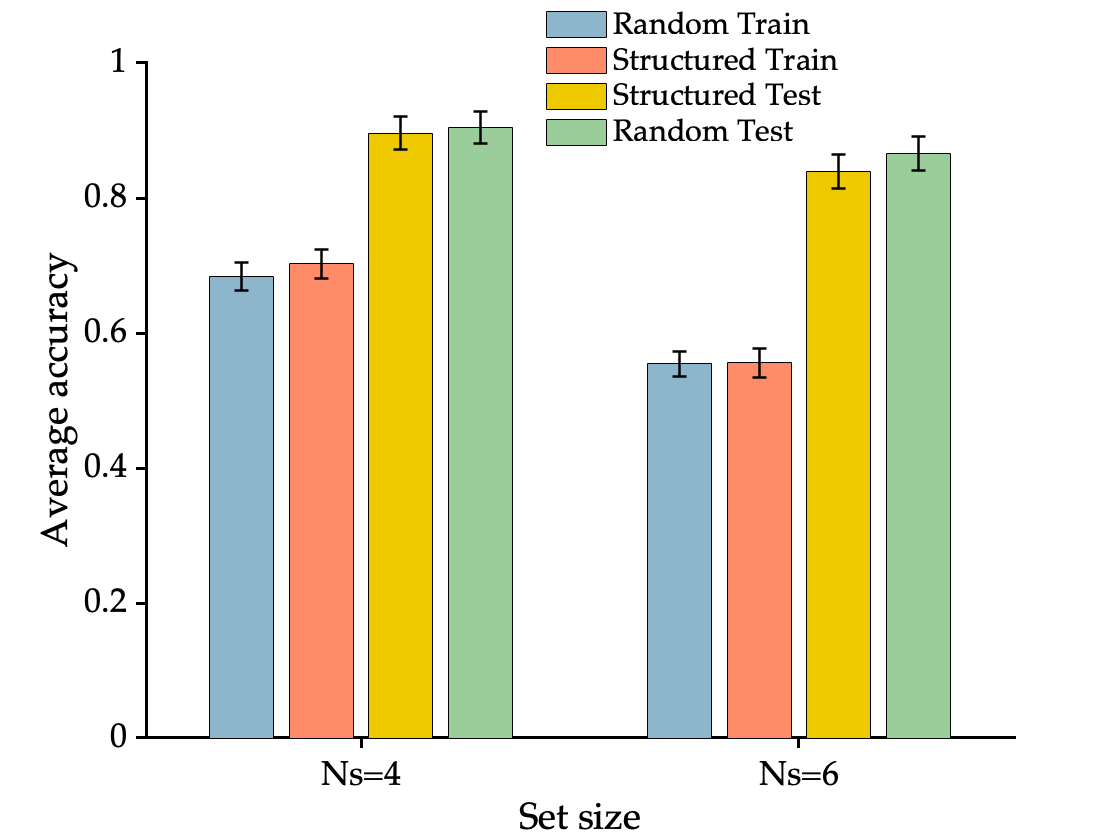 Random Train
Structured Train
Structured Test
Random Test
1
0.8
0.6
0.4
0.2
0
Average accuracy
Ns=4
Ns=6
Set size